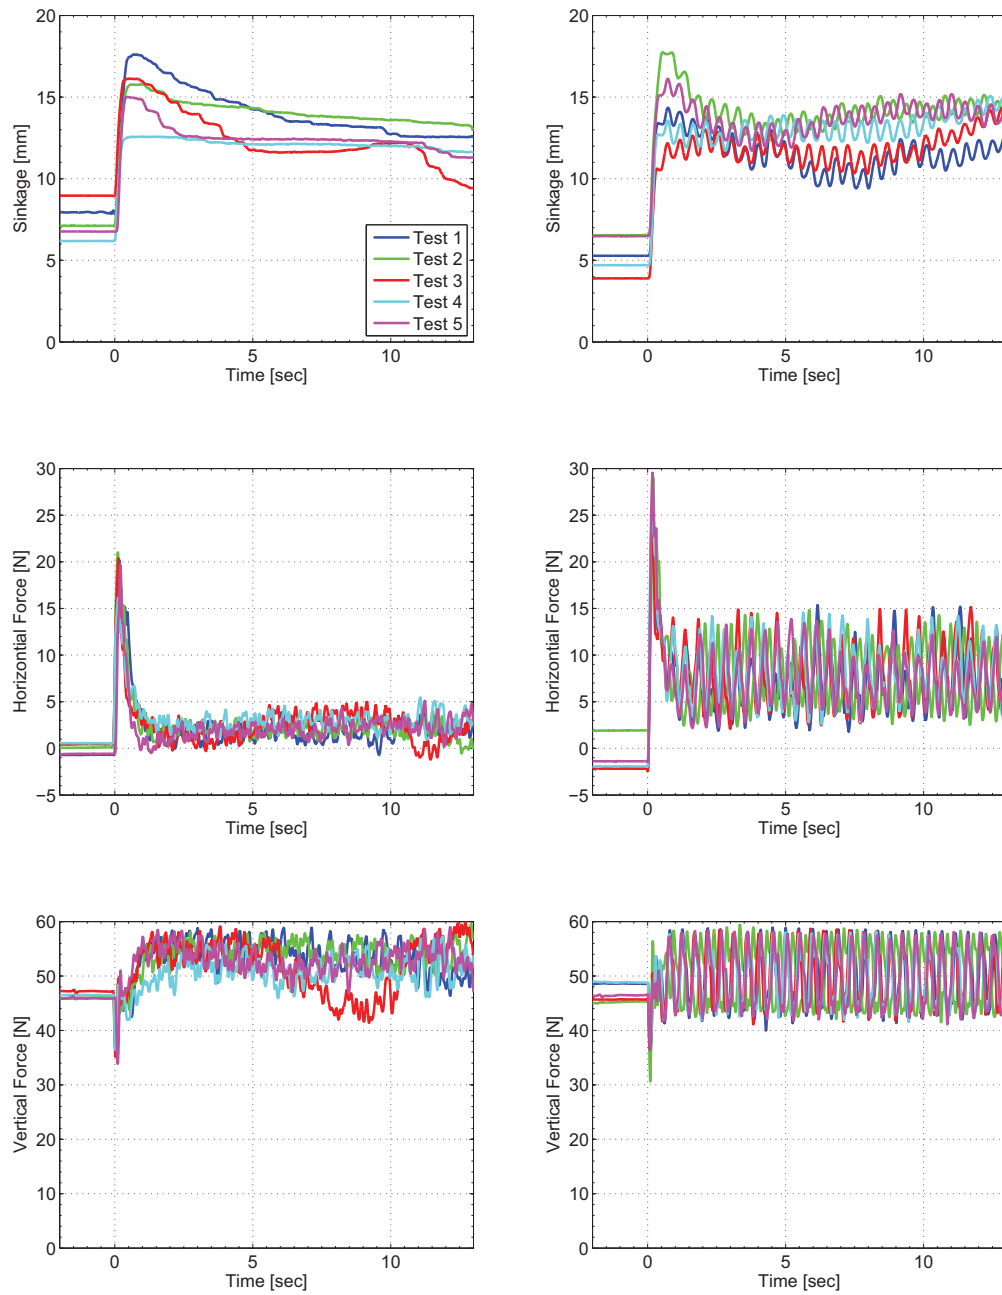 20
15
10
5
0
Sinkage [mm]
Test 1
Test 2
Test 3
Test 4
Test 5
0 5 10
Time [sec]
20
15
10
5
0
Sinkage [mm]
0 5 10
Time [sec]
30
25
20
15
10
5
0
−5
Horizontial Force [N]
0 5 10
Time [sec]
30
25
20
15
10
5
0
−5
Horizontial Force [N]
0 5 10
Time [sec]
60
50
40
30
20
10
0
Vertical Force [N]
0 5 10
Time [sec]
60
50
40
30
20
10
0
Vertical Force [N]
0 5 10
Time [sec]